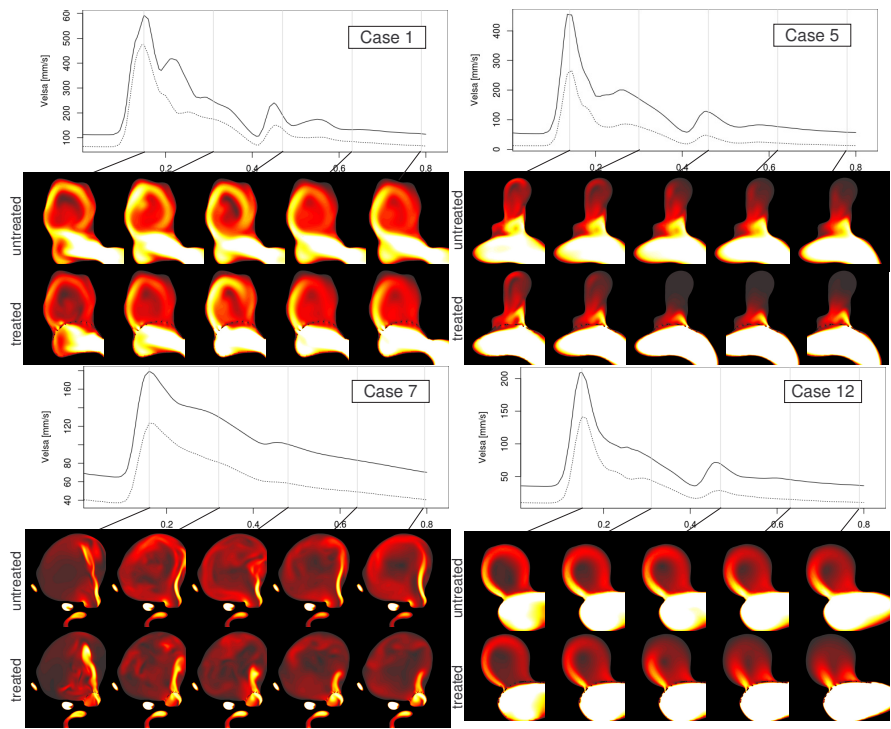 Case 1
Velsa [mm/s]
100 200 300 400 500 60
0.2 0.4 0.6 0.8
untreated
treated
Case 5
Velsa [mm/s]
0 100 200 300 400
0.2 0.4 0.6 0.8
untreated
treated
Case 7
Velsa [mm/s]
40 60 80 120 160
0.2 0.4 0.6 0.8
untreated
treated
Case 12
Velsa [mm/s]
50 100 150 200
0.2 0.4 0.6 0.8
untreated
treated